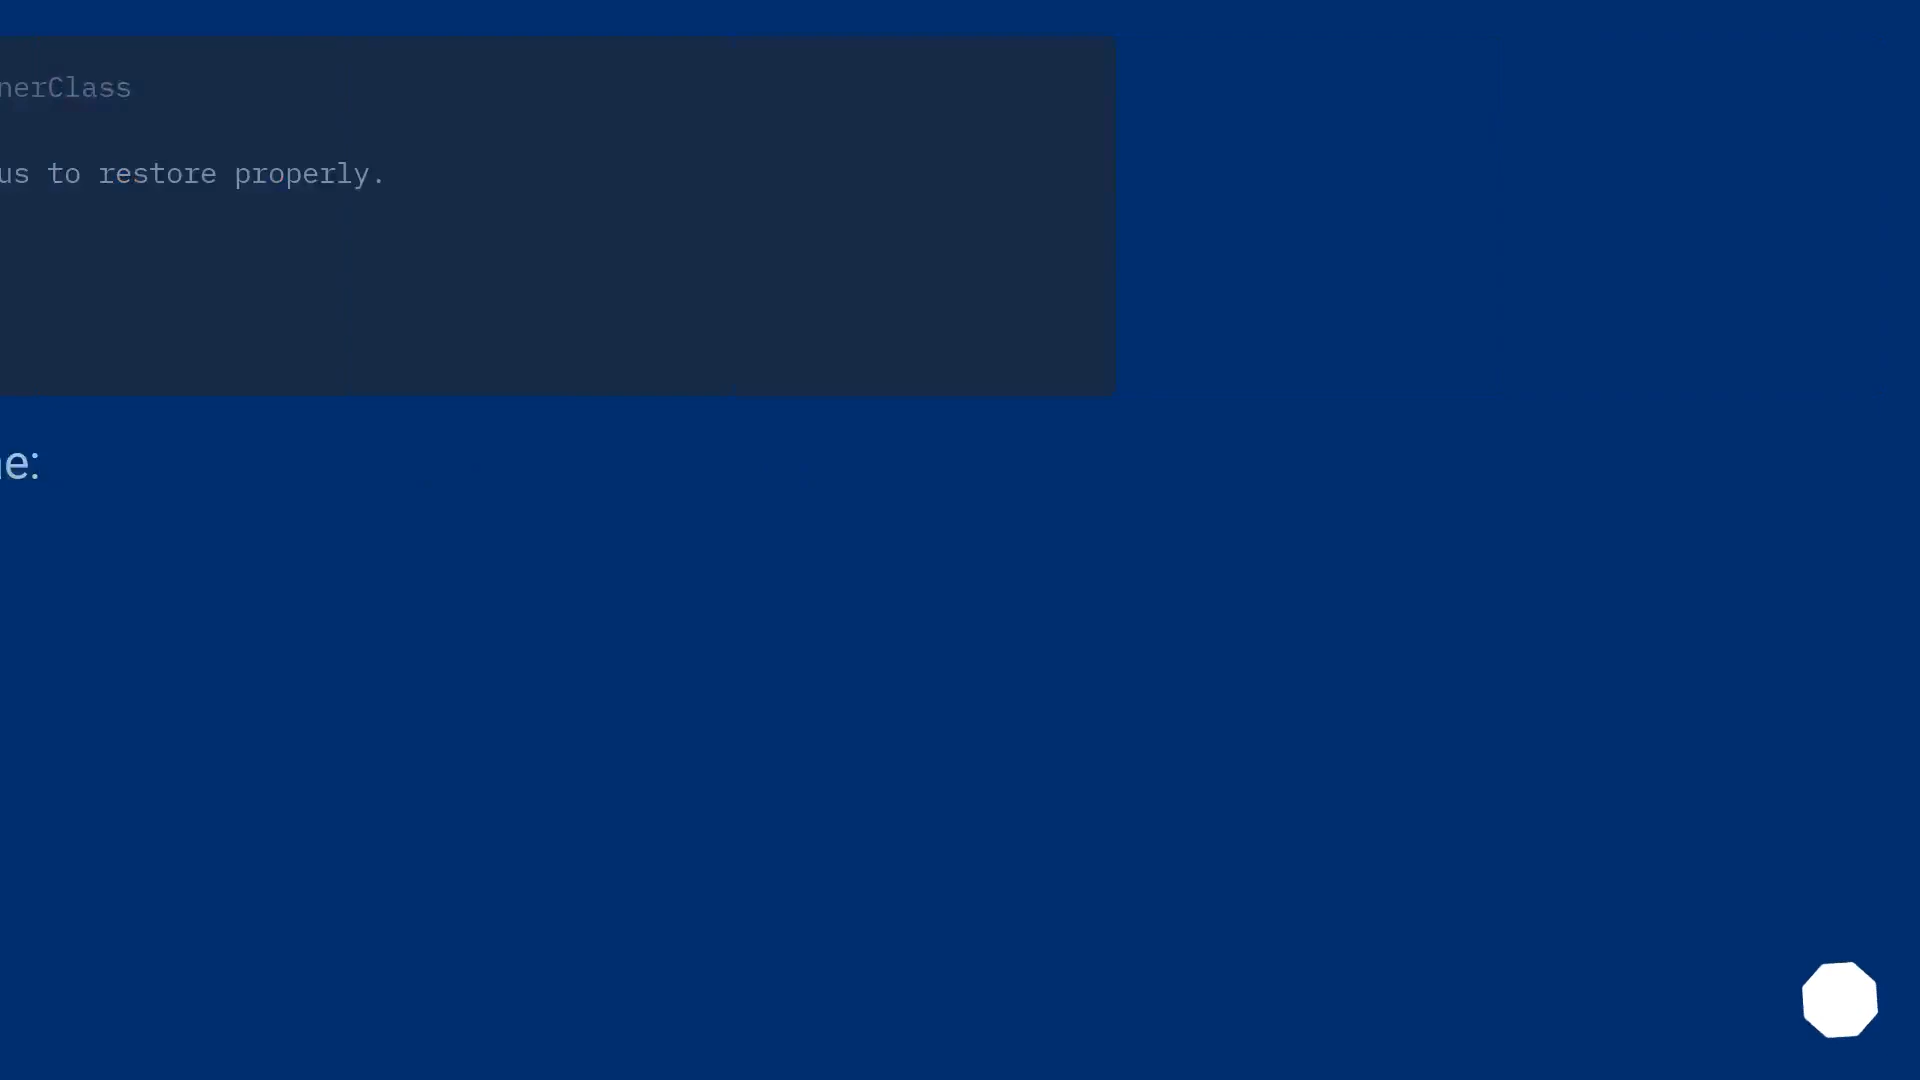 nerClass
us to restore properly.
e: